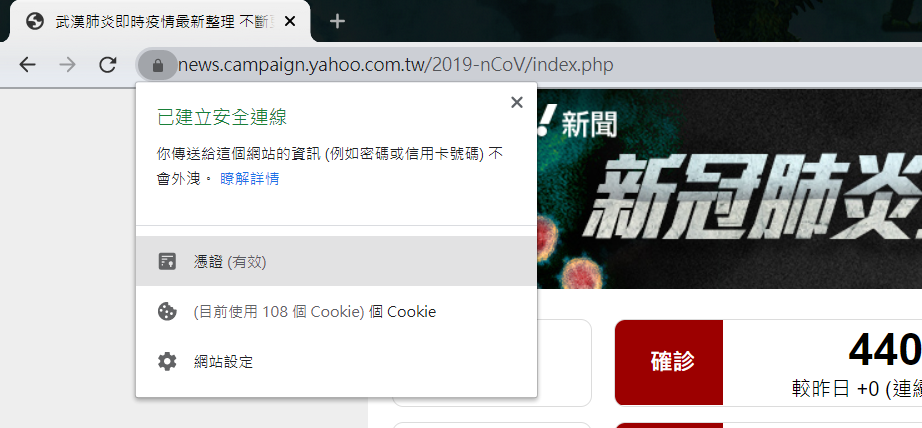 武漢肺炎即時疫情最新整理 不斷
news.campaign.yahoo.com.tw/2019-nCoV/index.php
已建立安全連線
你傳送給這個網站的資訊 (例如密碼或信用卡號碼) 不
會外洩。 瞭解詳情
憑證 (有效)
(目前使用 108 個 Cookie) 個 Cookie
網站設定
! 新聞
新冠肺炎
確診
440
較昨日 +0 (連續